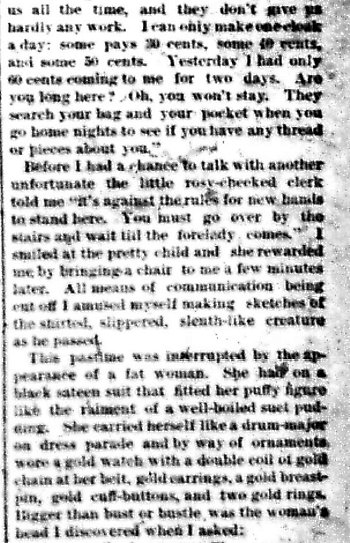 us all the time, and they don't give us
hardly any work. I can only make one cloak
a day: some pays 30 cents, some 40 cents,
and some 50 cents. Yesterday I had only
60 cents coming to me for two days. Are
you long here? Oh, you won't stay. They
search your bag and your pocket when you
go home nights to see if you have any thread
or pieces about you."
Before I had a chance to talk with another
unfortunate the little rosy-cheeked clerk
told me "it's against the rules for new hands
to stand here. You must go over by the
stairs and wait till the forelady comes." I
smiled at the pretty child and she rewarded
me by bringing a chair to me a few minutes
later. All means of communication being
cut off I amused myself making sketches of
the shirted, slippered, sleuth-like creature
as he passed.
This pastime was interrupted by the ap-
pearance of a fat woman. She had on a
black sateen suit that fitted her puffy figure
like the raiment of a well-boiled suet pud-
ding. She carried herself like a drum-major
on dress parade and by way of ornaments
wore a gold watch with a double coil of gold
chain at her belt, gold earrings, a gold breast-
pin, gold cuff-buttons, and two gold rings.
Bigger than bust or bustle was the woman's
head I discovered when I asked: